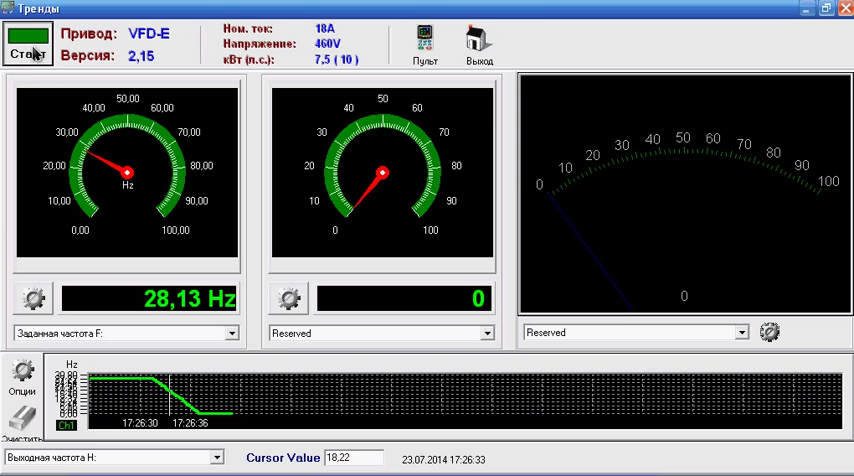 Тренды
Старт
Привод: VFD-E
Версия: 2,15
Ном. ток: 18A
Напряжение: 460V
кВт (л.с.): 7,5 ( 10 )
Пульт
Выход
50,00
40,00 60,00
30,00 70,00
20,00 80,00
Hz
10,00 90,00
0,00 100,00
50
40 60
30 70
20 80
10 90
0 100
0 10 20 30 40 50 60 70 80 90 100
0
28,13 Hz
0
Заданная частота F:
Reserved
Reserved
Опции
Очистить
Hz
30,00
0,00
Ch1
17:26:30 17:26:36
Выходная частота H:
Cursor Value 18,22
23.07.2014 17:26:33